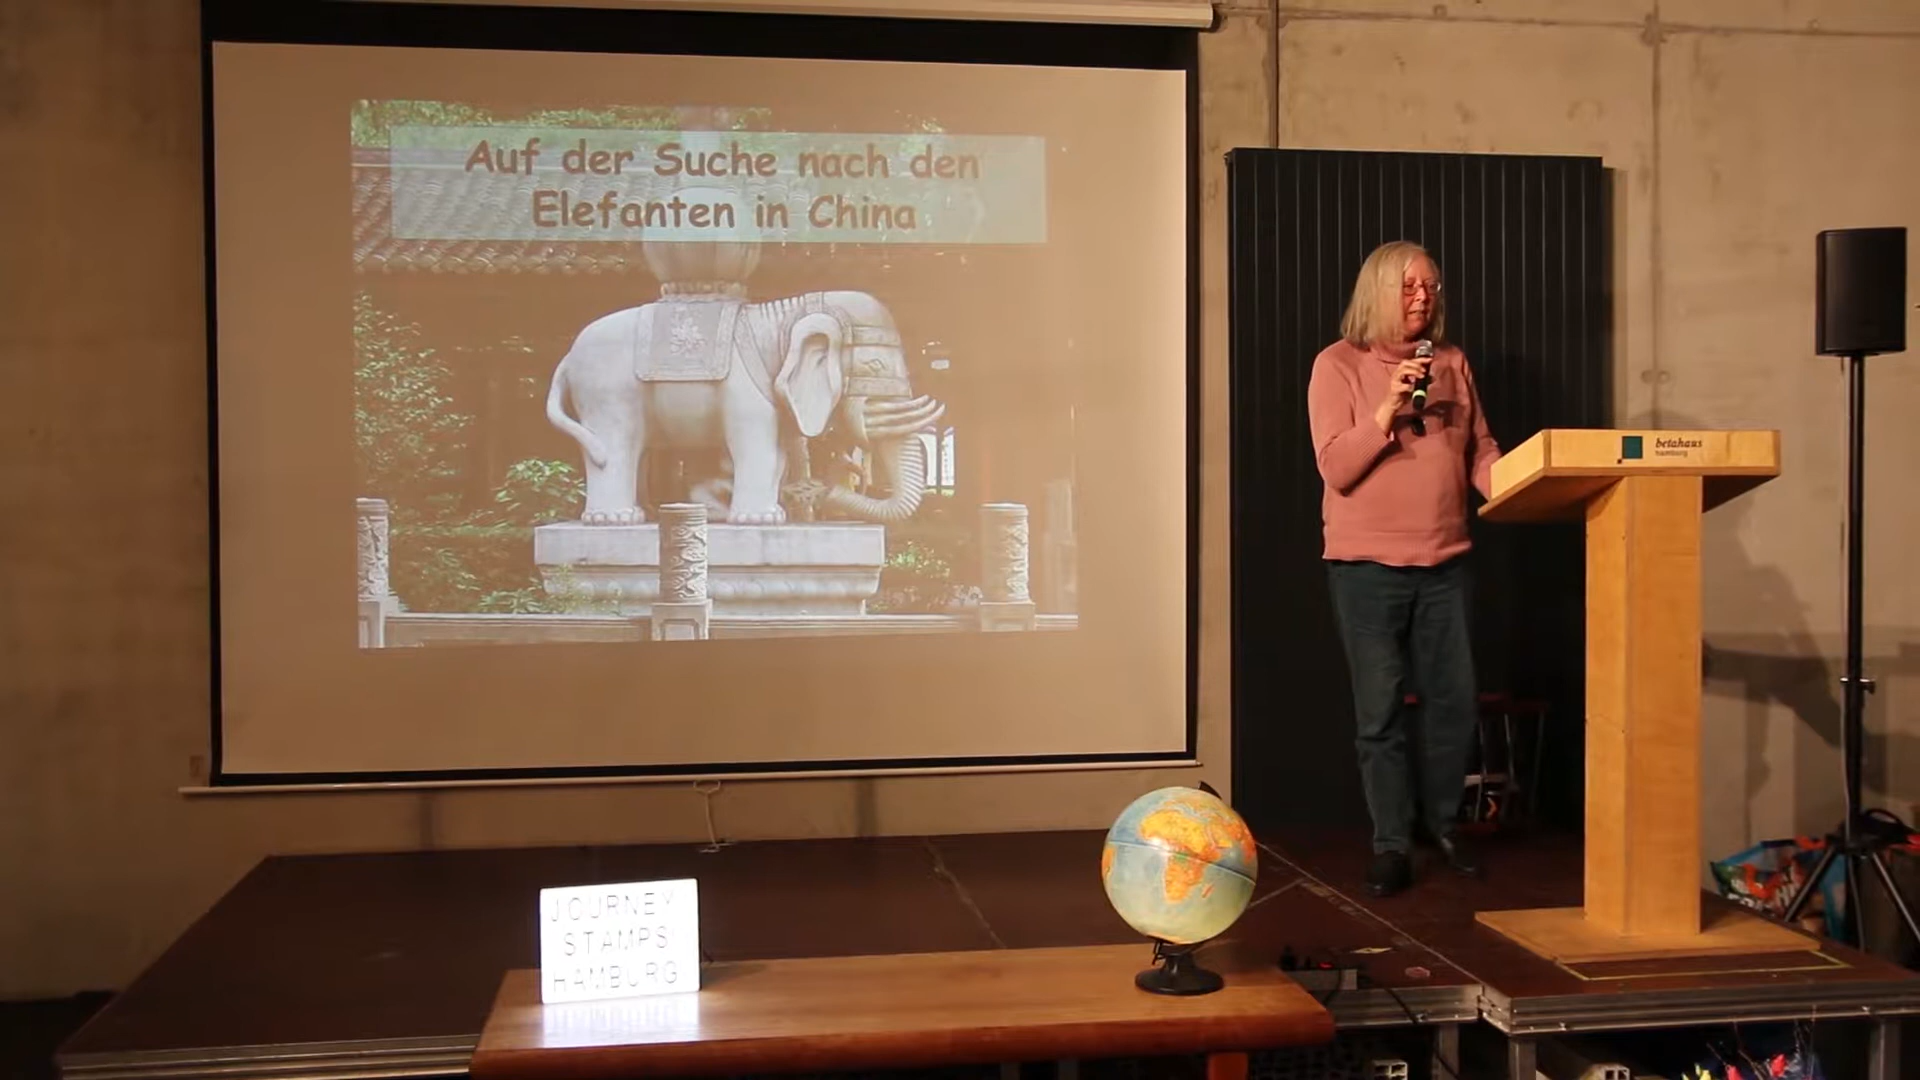 Auf der Suche nach den
Elefanten in China
betahaus
hamburg
JOURNEY
STAMPS
HAMBURG